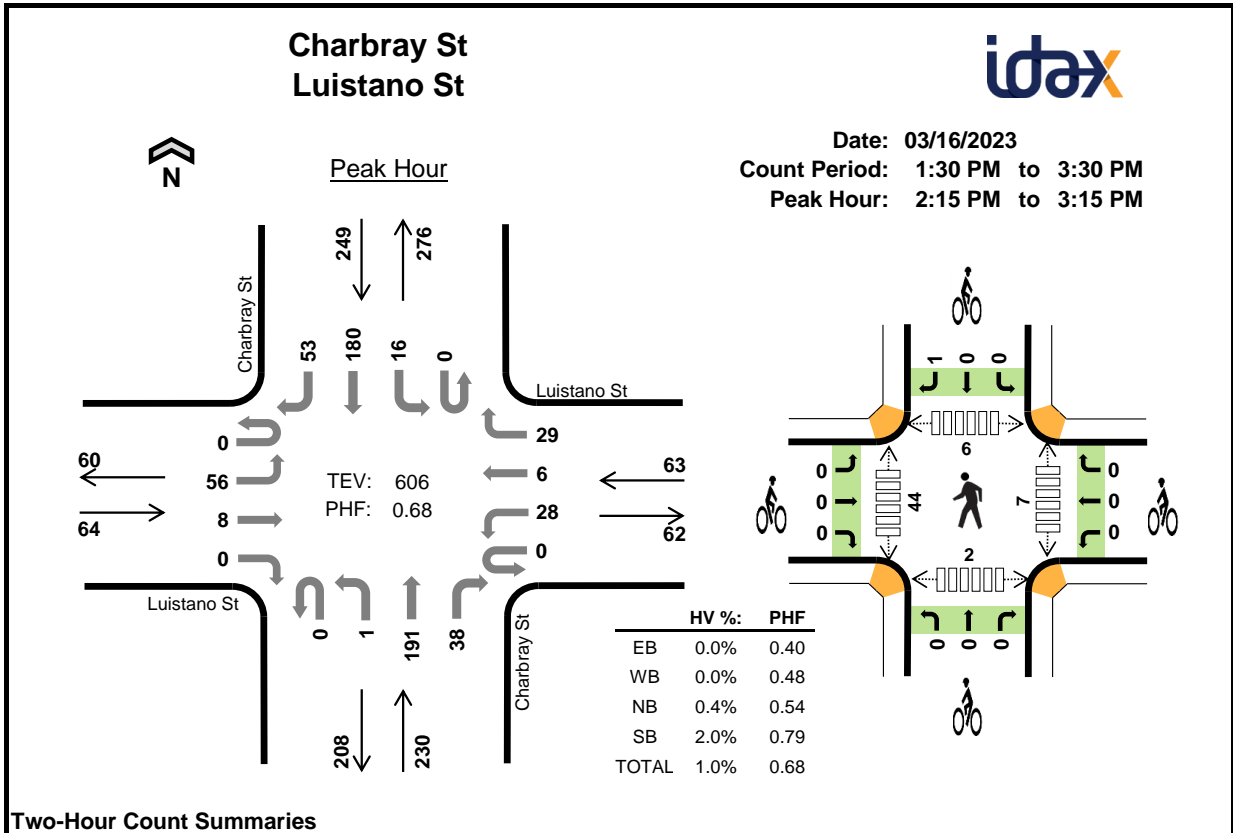 Charbray St
Luistano St
idax
Date: 03/16/2023
Count Period: 1:30 PM to 3:30 PM
Peak Hour: 2:15 PM to 3:15 PM
N
Peak Hour
249
276
Charbray St
53
180
16
0
Luistano St
0
56
8
0
60
64
TEV: 606
PHF: 0.68
29
6
28
0
63
62
Luistano St
0
1
191
38
Charbray St
208
230
HV %: PHF
EB 0.0% 0.40
WB 0.0% 0.48
NB 0.4% 0.54
SB 2.0% 0.79
TOTAL 1.0% 0.68
1
0
0
6
0
0
0
44
7
0
0
0
2
0
0
0
Two-Hour Count Summaries